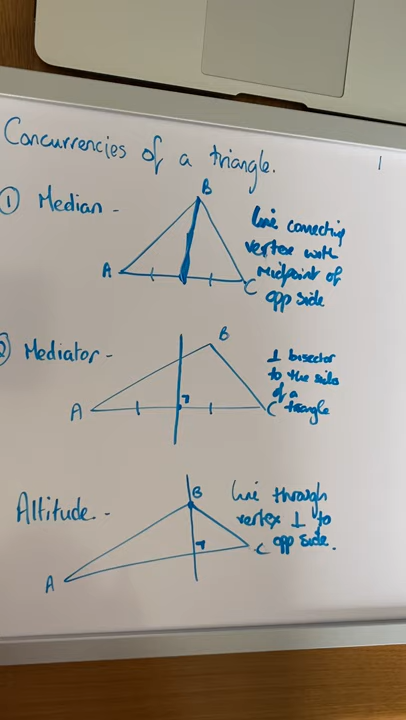 Concurrencies of a triangle.
1
① Median -
B
A
C
line connecting
vertex with
midpoint of
opp side
② Mediator -
B
A
C
⊥ bisector
to the sides
of a
triangle
Altitude. -
B
A
C
line through
vertex ⊥ to
opp side.